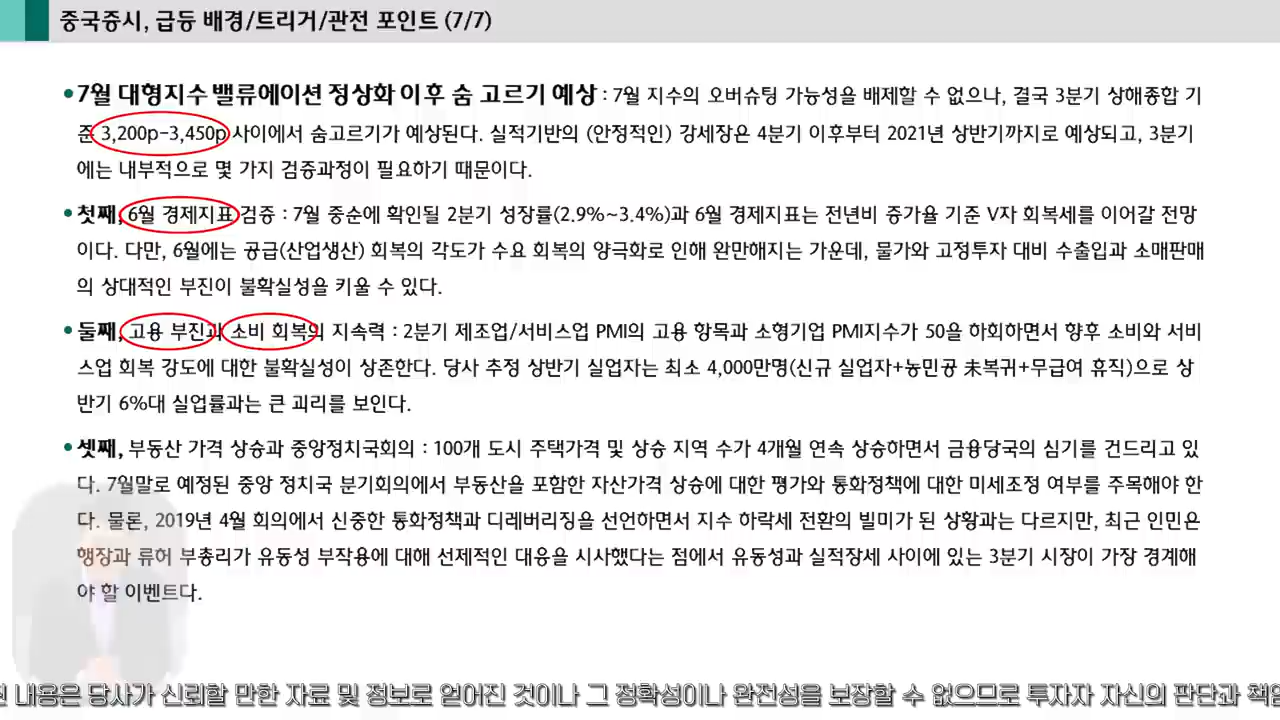 중국증시, 급등 배경/트리거/관전 포인트 (7/7)
•7월 대형지수 밸류에이션 정상화 이후 숨 고르기 예상 : 7월 지수의 오버슈팅 가능성을 배제할 수 없으나, 결국 3분기 상해종합 기
준 3,200p-3,450p 사이에서 숨고르기가 예상된다. 실적기반의 (안정적인) 강세장은 4분기 이후부터 2021년 상반기까지로 예상되고, 3분기
에는 내부적으로 몇 가지 검증과정이 필요하기 때문이다.
•첫째, 6월 경제지표 검증 : 7월 중순에 확인될 2분기 성장률(2.9%~3.4%)과 6월 경제지표는 전년비 증가율 기준 V자 회복세를 이어갈 전망
이다. 다만, 6월에는 공급(산업생산) 회복의 각도가 수요 회복의 양극화로 인해 완만해지는 가운데, 물가와 고정투자 대비 수출입과 소매판매
의 상대적인 부진이 불확실성을 키울 수 있다.
•둘째, 고용 부진과 소비 회복의 지속력 : 2분기 제조업/서비스업 PMI의 고용 항목과 소형기업 PMI지수가 50을 하회하면서 향후 소비와 서비
스업 회복 강도에 대한 불확실성이 상존한다. 당사 추정 상반기 실업자는 최소 4,000만명(신규 실업자+농민공 未복귀+무급여 휴직)으로 상
반기 6%대 실업률과는 큰 괴리를 보인다.
•셋째, 부동산 가격 상승과 중앙정치국회의 : 100개 도시 주택가격 및 상승 지역 수가 4개월 연속 상승하면서 금융당국의 심기를 건드리고 있
다. 7월말로 예정된 중앙 정치국 분기회의에서 부동산을 포함한 자산가격 상승에 대한 평가와 통화정책에 대한 미세조정 여부를 주목해야 한
다. 물론, 2019년 4월 회의에서 신중한 통화정책과 디레버리징을 선언하면서 지수 하락세 전환의 빌미가 된 상황과는 다르지만, 최근 인민은
행장과 류허 부총리가 유동성 부작용에 대해 선제적인 대응을 시사했다는 점에서 유동성과 실적장세 사이에 있는 3분기 시장이 가장 경계해
야 할 이벤트다.
내용은 당사가 신뢰할 만한 자료 및 정보로 얻어진 것이나 그 정확성이나 완전성을 보장할 수 없으므로 투자자 자신의 판단과 책임